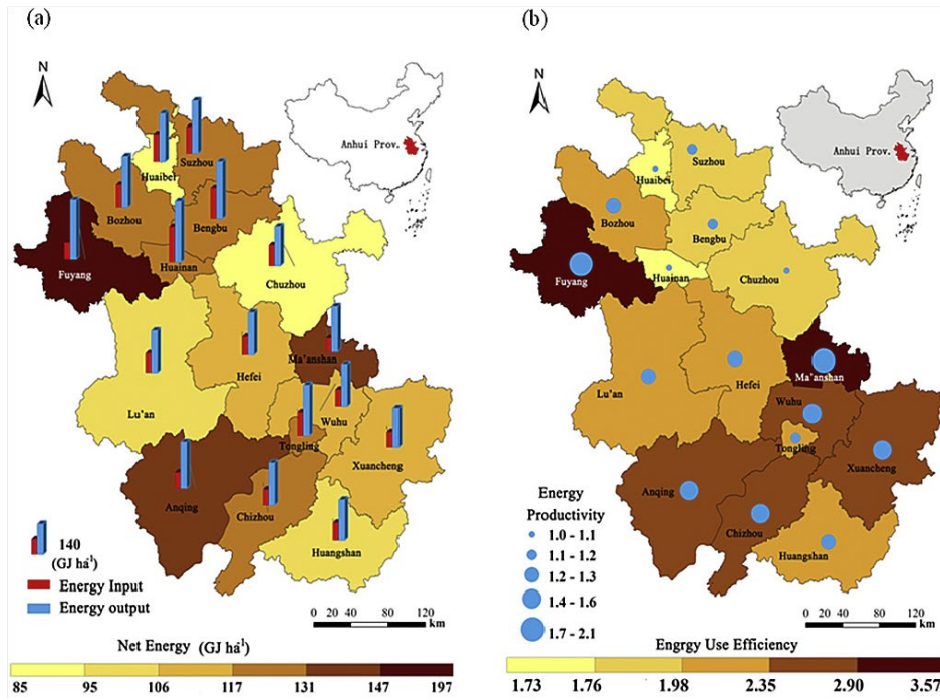 (a)
N
Anhui Prov..
Suzhou
Huaibei
Bozhou
Bengbu
Fuyang
Huainan
Chuzhou
Ma'anshan
Hefei
Lu'an
Wuhu
Tongling
Xuancheng
Anqing
Chizhou
Huangshan
140
(GJ ha⁻¹)
Energy Input
Energy output
0 20 40 80 120
km
Net Energy (GJ ha⁻¹)
85 95 106 117 131 147 197
(b)
N
Anhui Prov.
Suzhou
Huaibei
Bozhou
Bengbu
Fuyang
Huainan
Chuzhou
Ma'anshan
Hefei
Lu'an
Wuhu
Tongling
Xuancheng
Anqing
Chizhou
Huangshan
Energy
Productivity
1.0 - 1.1
1.1 - 1.2
1.2 - 1.3
1.4 - 1.6
1.7 - 2.1
0 20 40 80 120
km
Engrgy Use Efficiency
1.73 1.76 1.98 2.35 2.90 3.57